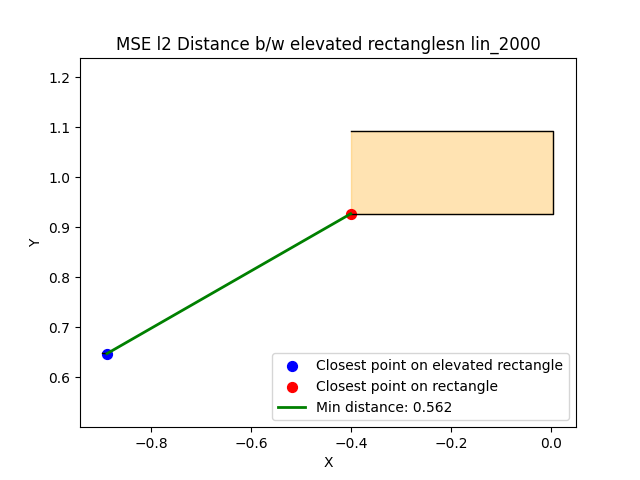 MSE l2 Distance b/w elevated rectanglesn lin_2000
1.2
1.1
1.0
0.9
0.8
0.7
0.6
Y
Closest point on elevated rectangle
Closest point on rectangle
Min distance: 0.562
−0.8
−0.6
−0.4
−0.2
0.0
X